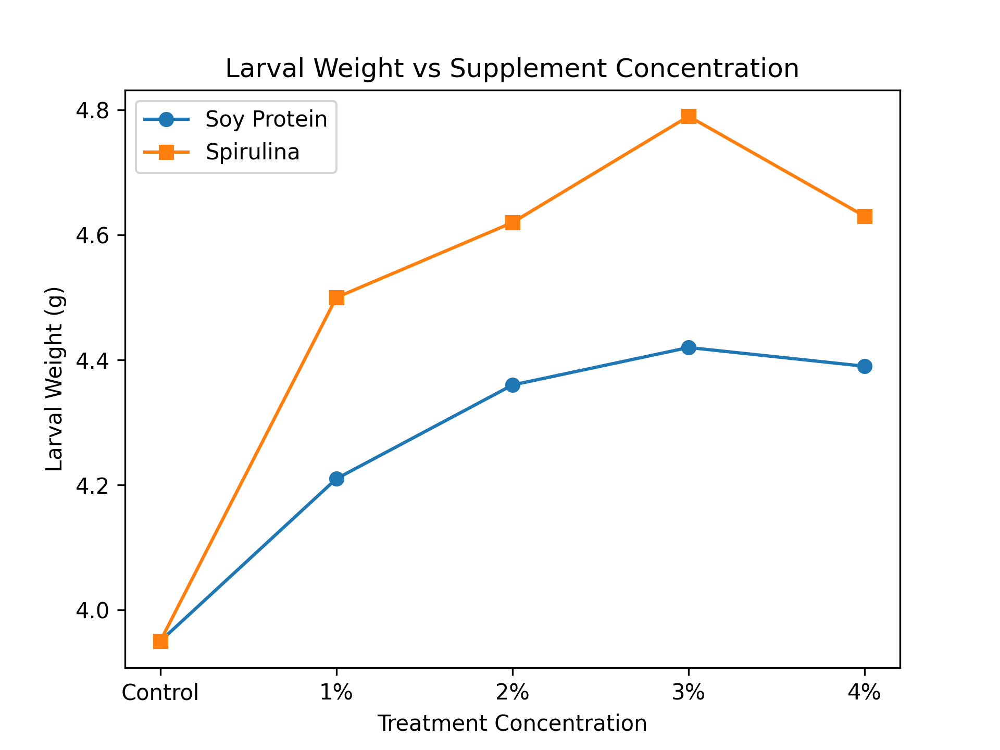 Larval Weight vs Supplement Concentration
Soy Protein
Spirulina
4.8
4.6
4.4
4.2
4.0
Larval Weight (g)
Control 1% 2% 3% 4%
Treatment Concentration